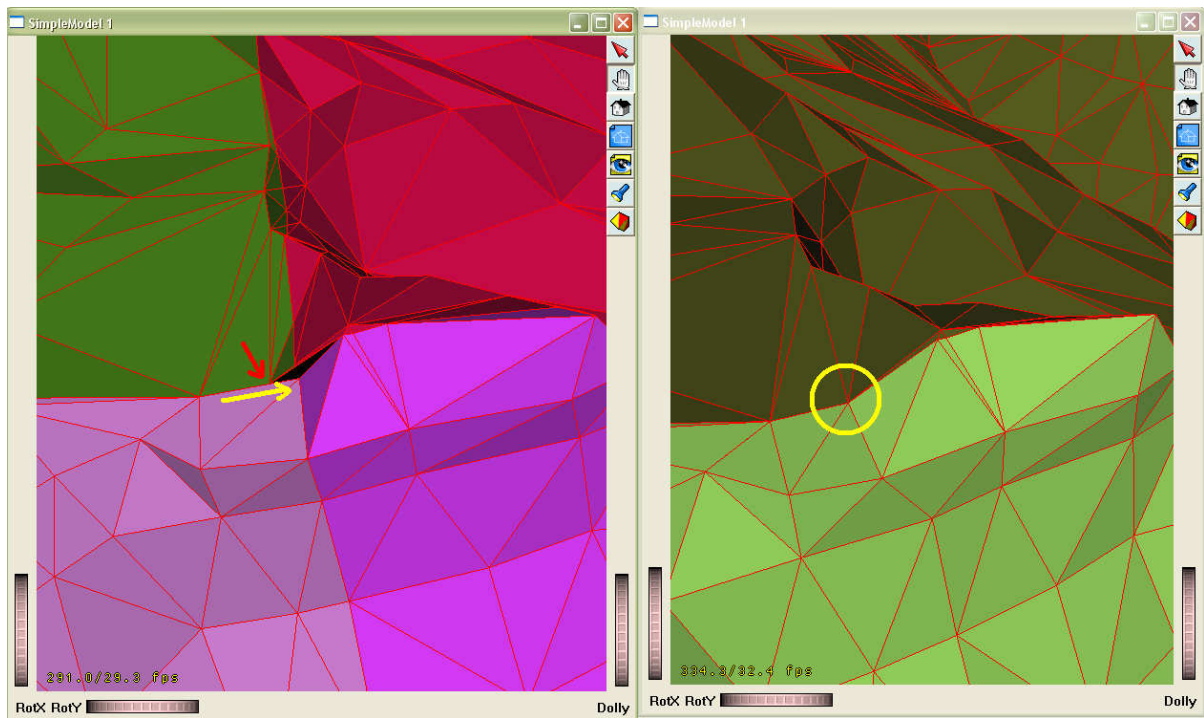 SimpleModel 1
291.0/29.3 fps
RotX RotY
Dolly
SimpleModel 1
334.3/32.4 fps
RotX RotY
Dolly